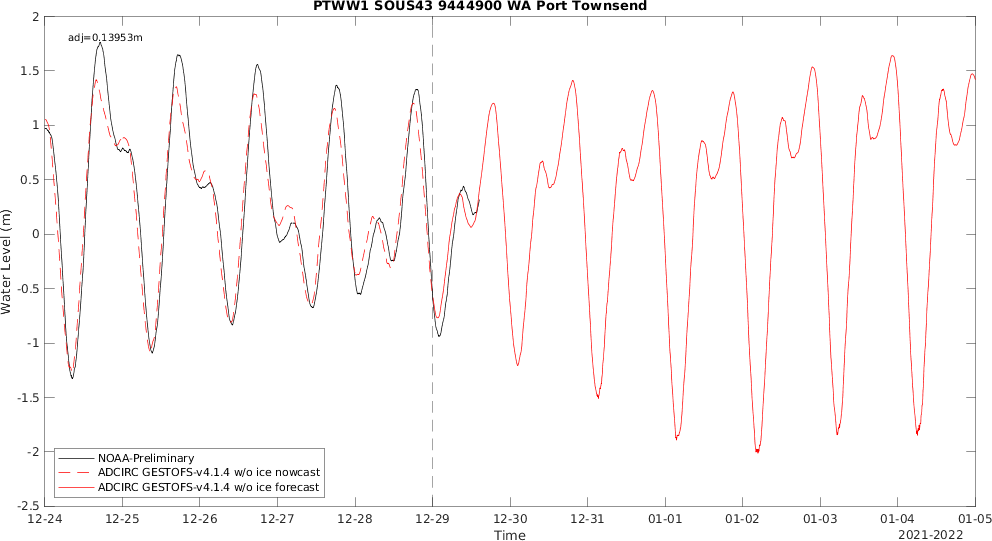 PTWW1 SOUS43 9444900 WA Port Townsend
adj=0.13953m
Water Level (m)
2
1.5
1
0.5
0
-0.5
-1
-1.5
-2
-2.5
NOAA-Preliminary
ADCIRC GESTOFS-v4.1.4 w/o ice nowcast
ADCIRC GESTOFS-v4.1.4 w/o ice forecast
12-24 12-25 12-26 12-27 12-28 12-29 12-30 12-31 01-01 01-02 01-03 01-04 01-05
Time
2021-2022